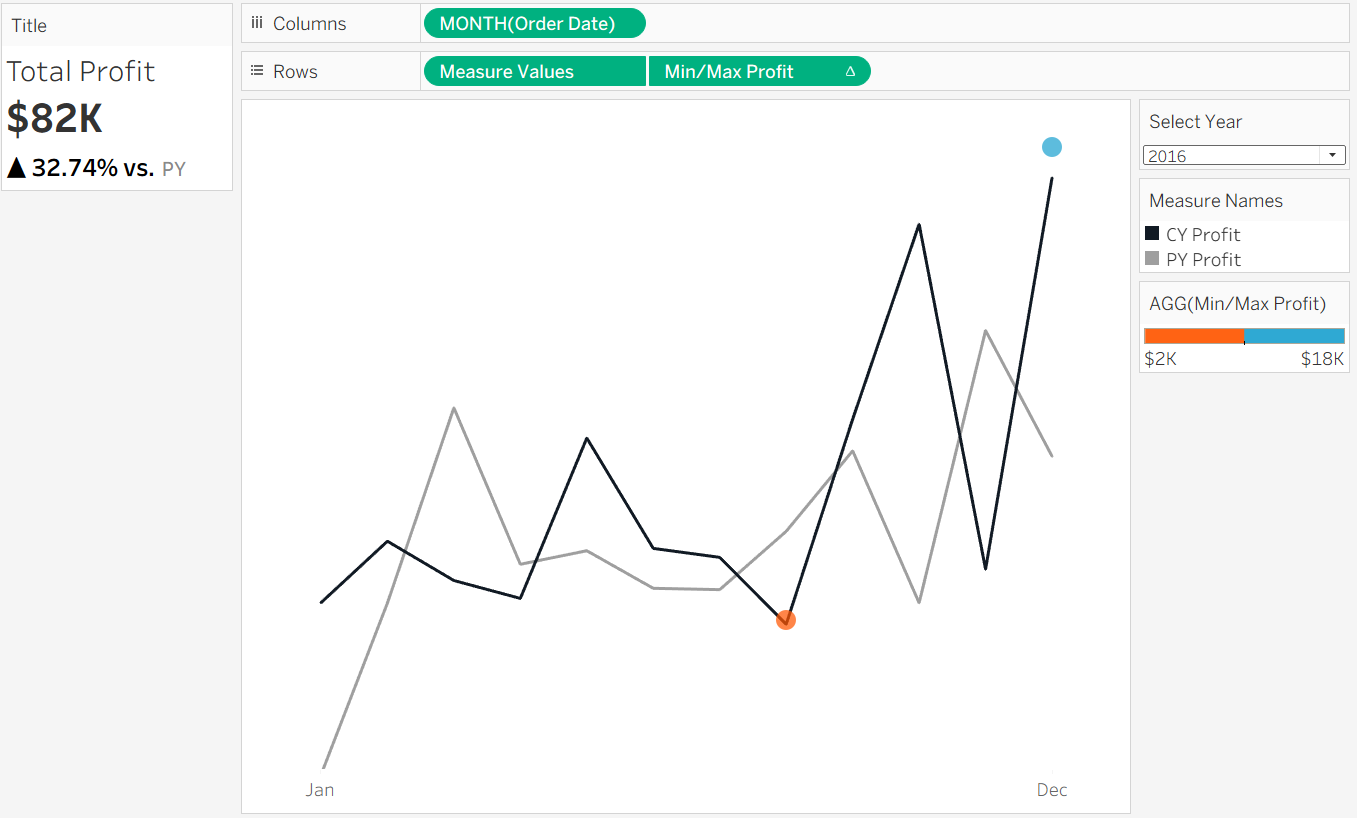 Title
Total Profit
$82K
▲ 32.74% vs. PY
Columns
MONTH(Order Date)
Rows
Measure Values
Min/Max Profit Δ
Jan
Dec
Select Year
2016
Measure Names
CY Profit
PY Profit
AGG(Min/Max Profit)
$2K
$18K